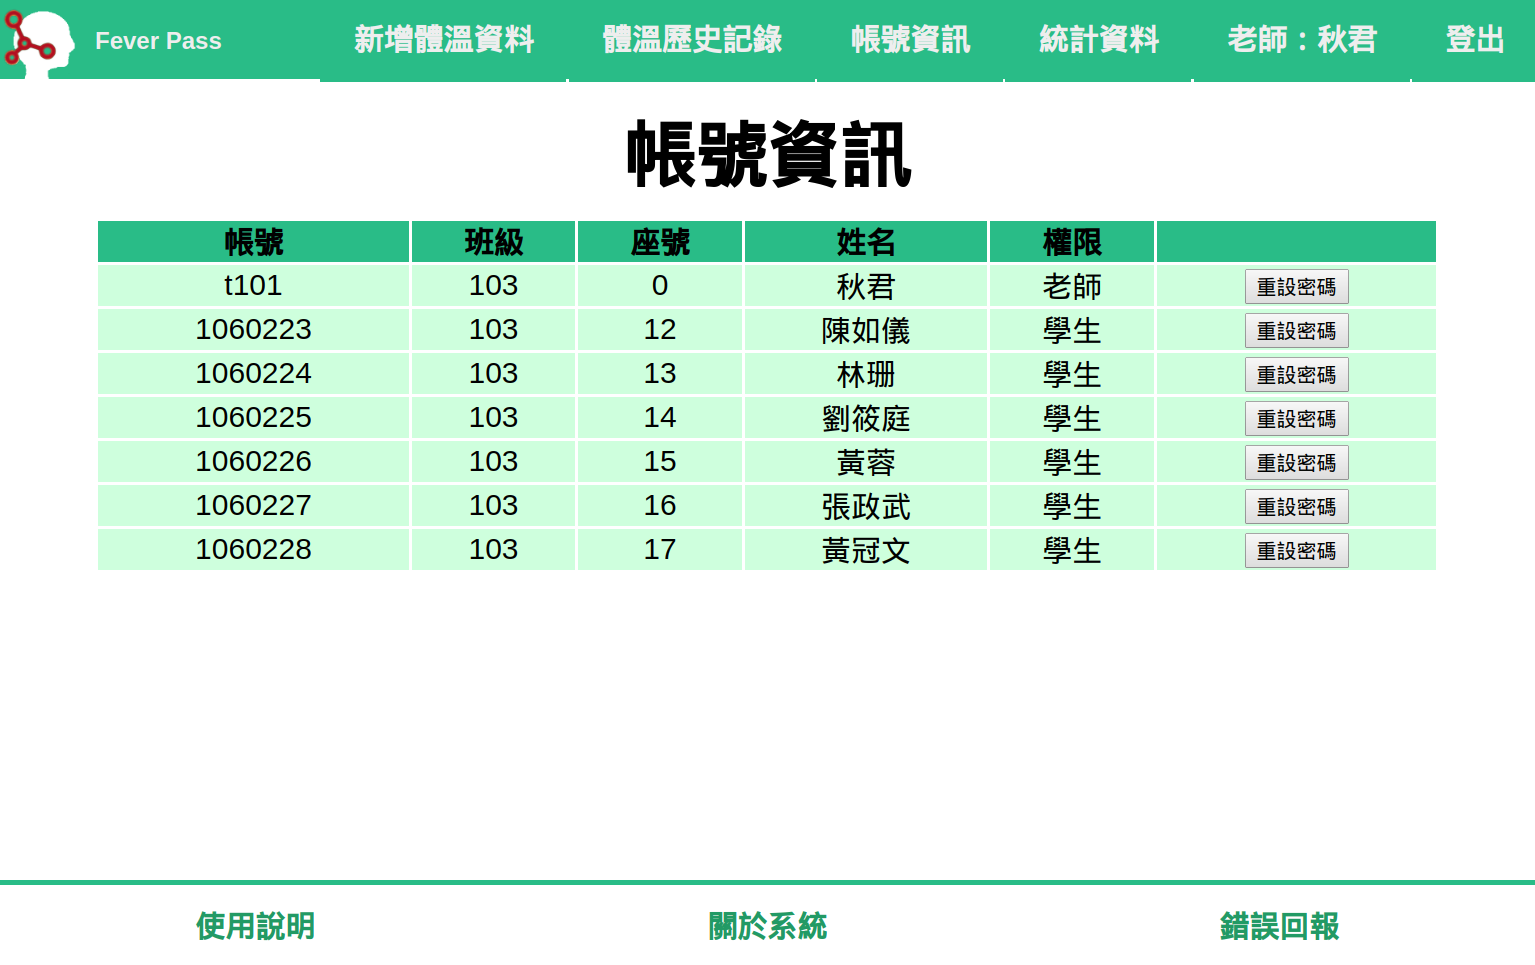 Fever Pass 新增體溫資料 體溫歷史記錄 帳號資訊 統計資料 老師：秋君 登出
帳號資訊
帳號 班級 座號 姓名 權限
t101 103 0 秋君 老師 重設密碼
1060223 103 12 陳如儀 學生 重設密碼
1060224 103 13 林珊 學生 重設密碼
1060225 103 14 劉筱庭 學生 重設密碼
1060226 103 15 黃蓉 學生 重設密碼
1060227 103 16 張政武 學生 重設密碼
1060228 103 17 黃冠文 學生 重設密碼
使用說明 關於系統 錯誤回報